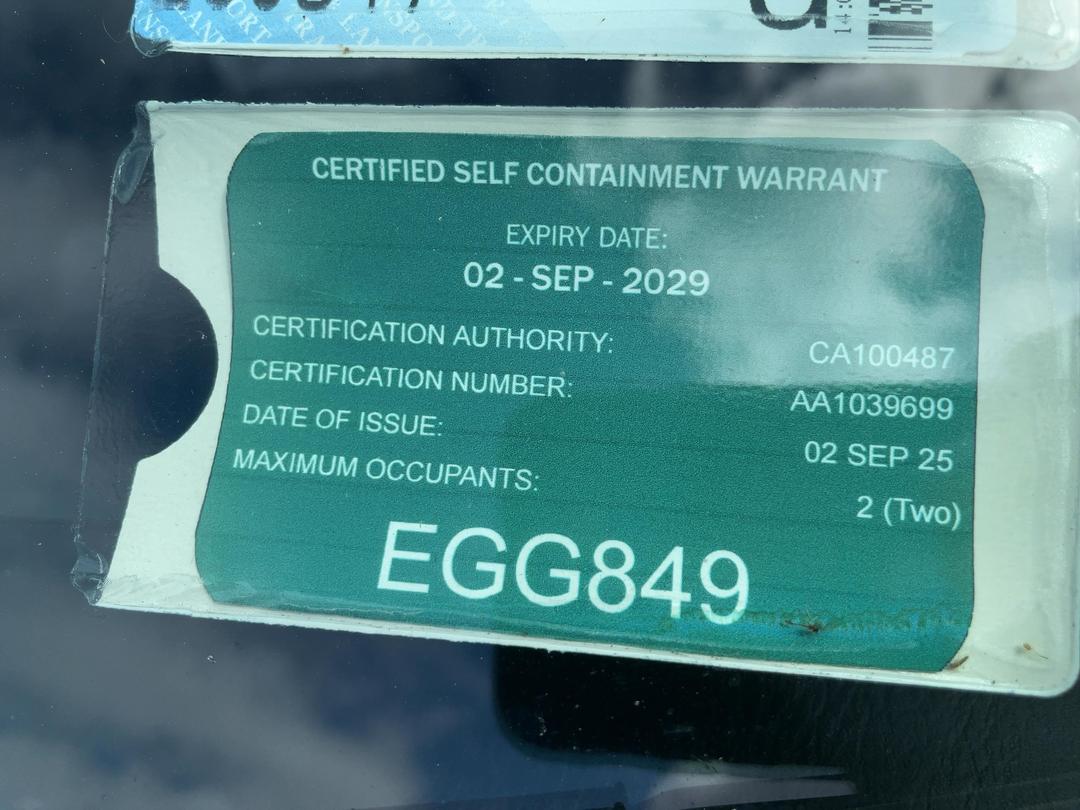 CERTIFIED SELF CONTAINMENT WARRANT
EXPIRY DATE:
02 - SEP - 2029
CERTIFICATION AUTHORITY: CA100487
CERTIFICATION NUMBER: AA1039699
DATE OF ISSUE: 02 SEP 25
MAXIMUM OCCUPANTS: 2 (Two)
EGG849